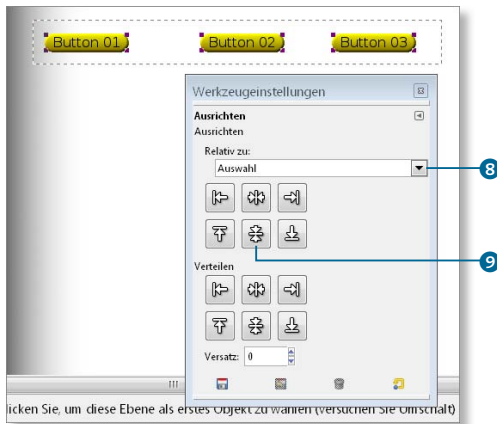 Button 01 Button 02 Button 03
Werkzeugeinstellungen
Ausrichten
Ausrichten
Relativ zu:
Auswahl
8
9
Verteilen
Versatz: 0
licken Sie, um diese Ebene als erstes Objekt zu wählen (versuchen Sie Umschalt)